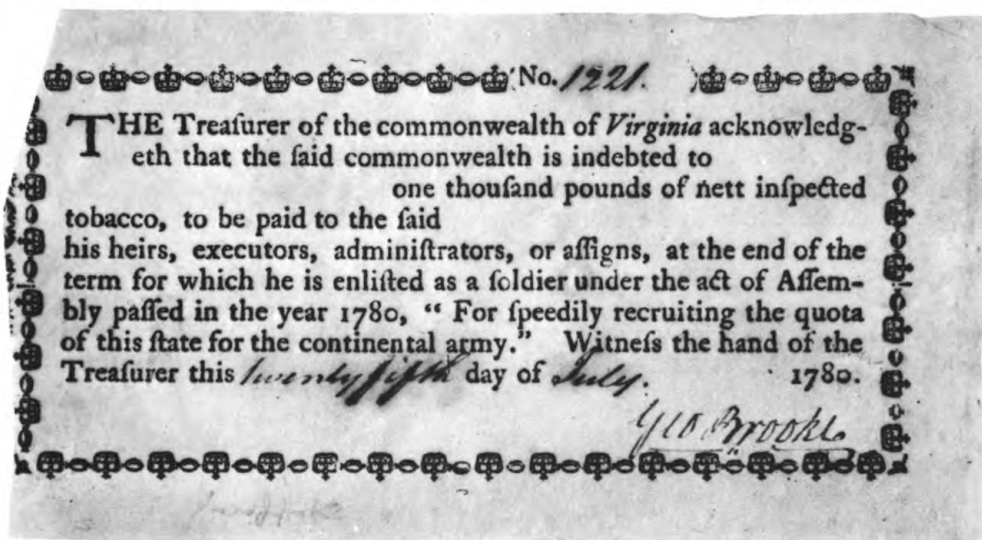 No. 1221.
THE Treaſurer of the commonwealth of Virginia acknowledg-
eth that the ſaid commonwealth is indebted to
one thouſand pounds of nett inſpected
tobacco, to be paid to the ſaid
his heirs, executors, adminiſtrators, or aſſigns, at the end of the
term for which he is enliſted as a ſoldier under the act of Aſſem-
bly paſſed in the year 1780, “ For ſpeedily recruiting the quota
of this ſtate for the continental army.” Witneſs the hand of the
Treaſurer this twenty fifth day of July. 1780.
Geo Brooke